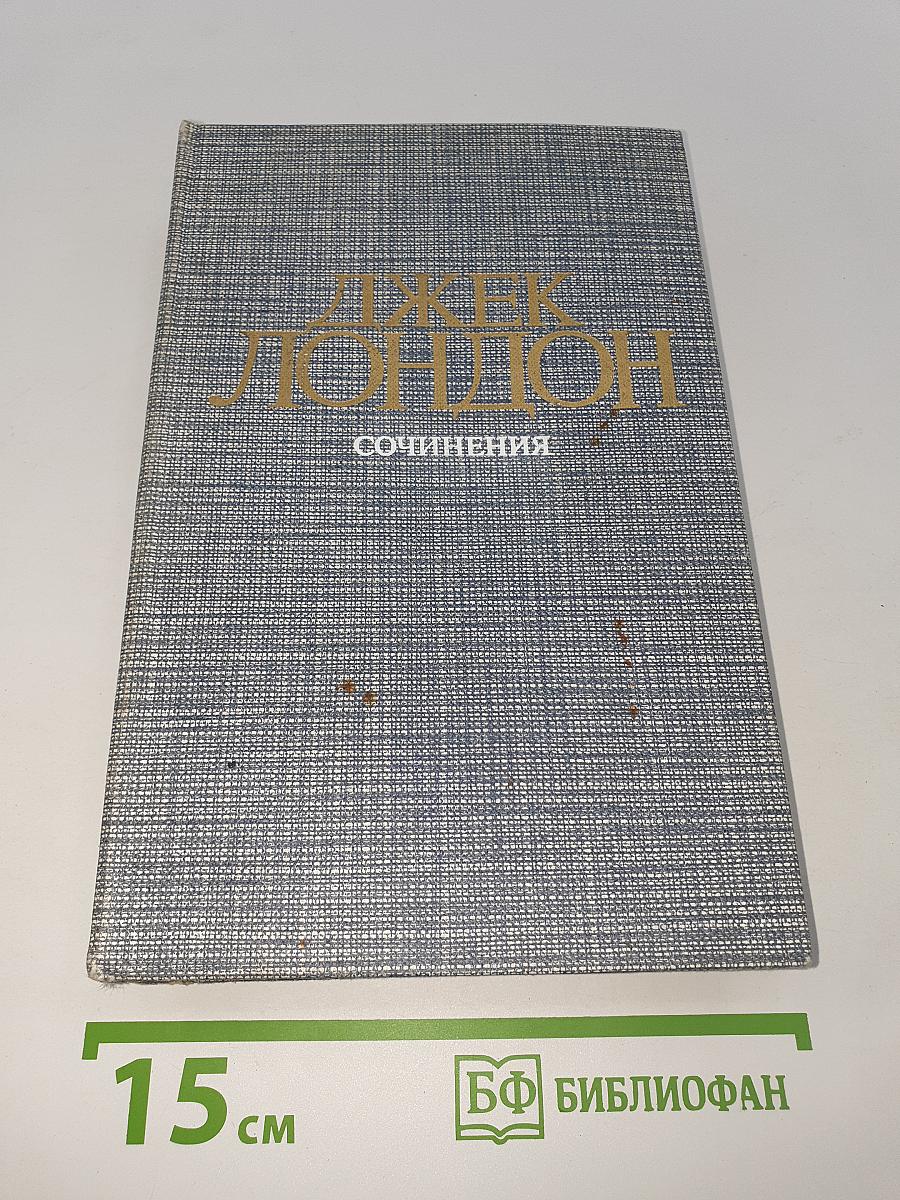 ДЖЕК
ЛОНДОН
СОЧИНЕНИЯ
15 см
БФ БИБЛИОФАН